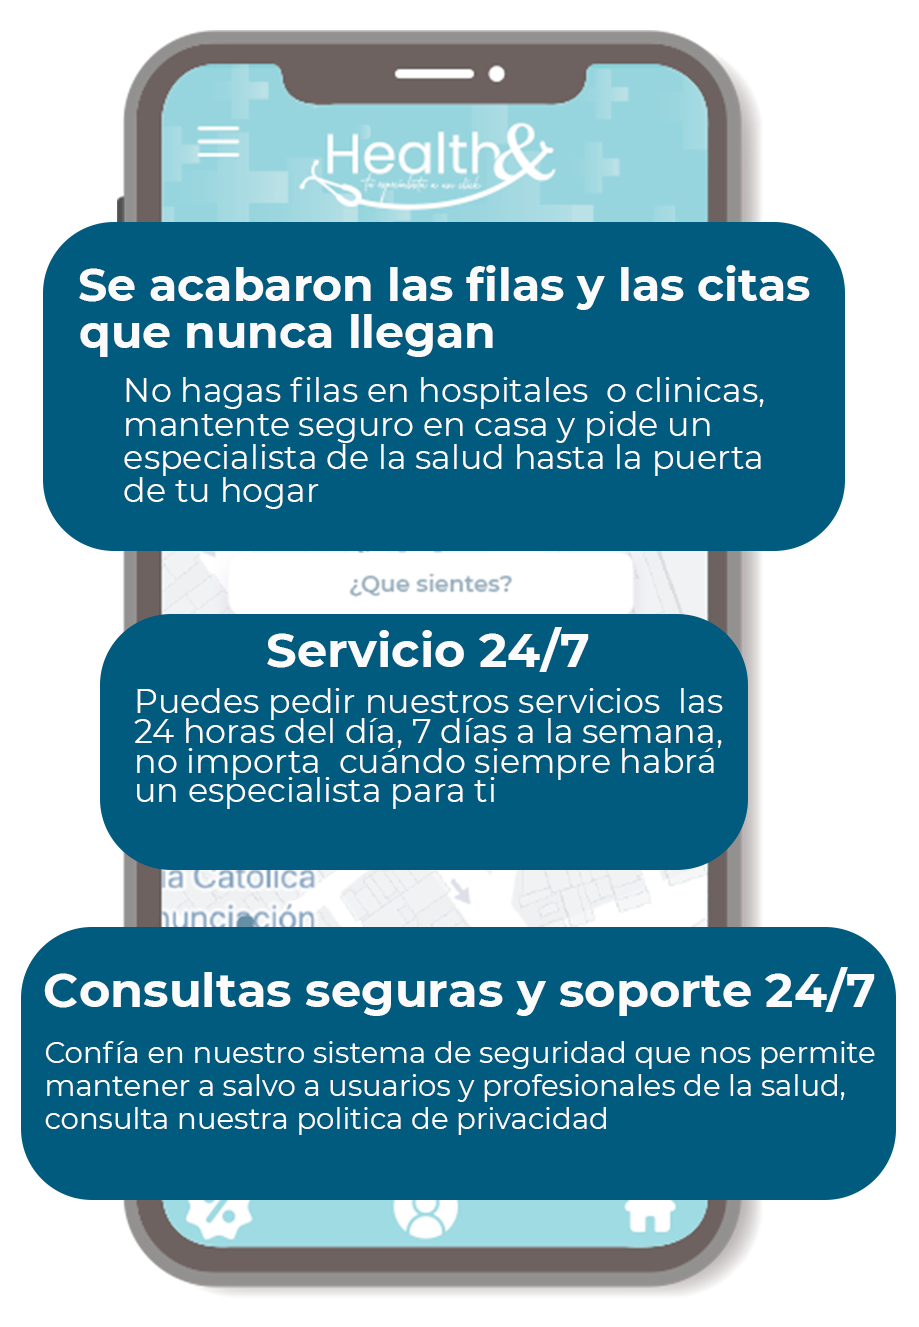 Health&
tu especialista a un click
Se acabaron las filas y las citas
que nunca llegan
No hagas filas en hospitales o clinicas,
mantente seguro en casa y pide un
especialista de la salud hasta la puerta
de tu hogar
¿Que sientes?
Servicio 24/7
Puedes pedir nuestros servicios las
24 horas del día, 7 días a la semana,
no importa cuándo siempre habrá
un especialista para ti
la Católica
nunciación
Consultas seguras y soporte 24/7
Confía en nuestro sistema de seguridad que nos permite
mantener a salvo a usuarios y profesionales de la salud,
consulta nuestra politica de privacidad